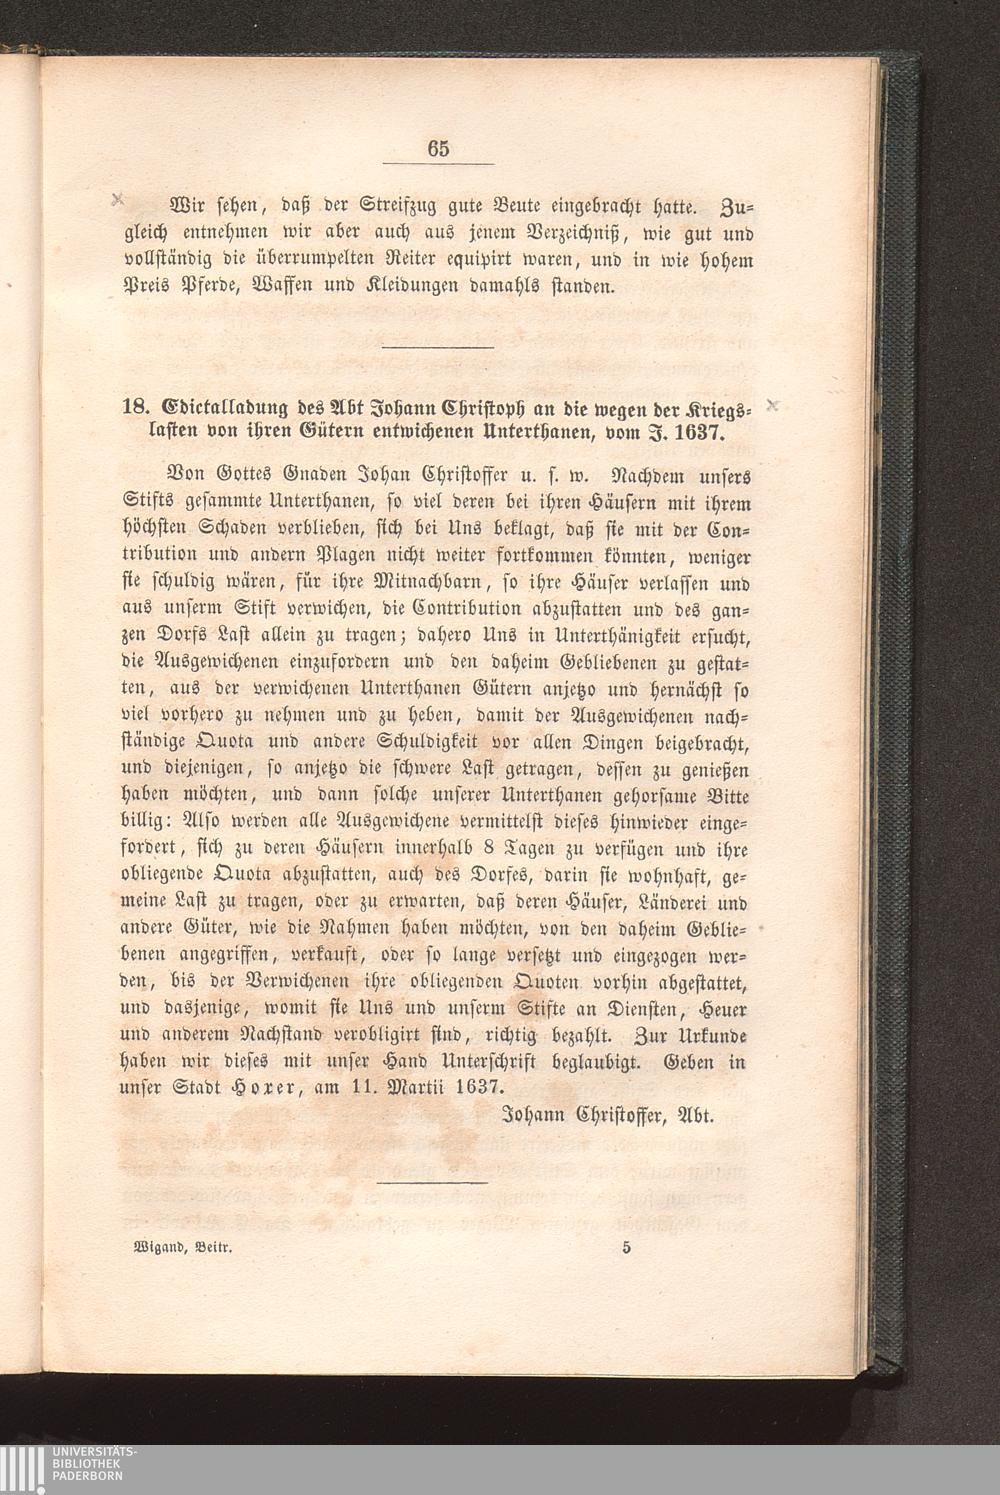 65
Wir sehen, daß der Streifzug gute Beute eingebracht hatte. Zu=
gleich entnehmen wir aber auch aus jenem Verzeichniß, wie gut und
vollständig die überrumpelten Reiter equipirt waren, und in wie hohem
Preis Pferde, Waffen und Kleidungen damahls standen.
18. Edictalladung des Abt Johann Christoph an die wegen der Kriegs=
lasten von ihren Gütern entwichenen Unterthanen, vom J. 1637.
Von Gottes Gnaden Johan Christoffer u. s. w. Nachdem unsers
Stifts gesammte Unterthanen, so viel deren bei ihren Häusern mit ihrem
höchsten Schaden verblieben, sich bei Uns beklagt, daß sie mit der Con=
tribution und andern Plagen nicht weiter fortkommen könnten, weniger
sie schuldig wären, für ihre Mitnachbarn, so ihre Häuser verlassen und
aus unserm Stift verwichen, die Contribution abzustatten und des gan=
zen Dorfs Last allein zu tragen; dahero Uns in Unterthänigkeit ersucht,
die Ausgewichenen einzufordern und den daheim Gebliebenen zu gestat=
ten, aus der verwichenen Unterthanen Gütern anjetzo und hernächst so
viel vorhero zu nehmen und zu heben, damit der Ausgewichenen nach=
ständige Quota und andere Schuldigkeit vor allen Dingen beigebracht,
und diejenigen, so anjetzo die schwere Last getragen, dessen zu genießen
haben möchten, und dann solche unserer Unterthanen gehorsame Bitte
billig: Also werden alle Ausgewichene vermittelst dieses hinwieder einge=
fordert, sich zu deren Häusern innerhalb 8 Tagen zu verfügen und ihre
obliegende Quota abzustatten, auch des Dorfes, darin sie wohnhaft, ge=
meine Last zu tragen, oder zu erwarten, daß deren Häuser, Länderei und
andere Güter, wie die Nahmen haben möchten, von den daheim Geblie=
benen angegriffen, verkauft, oder so lange versetzt und eingezogen wer=
den, bis der Verwichenen ihre obliegenden Quoten vorhin abgestattet,
und dasjenige, womit sie Uns und unserm Stifte an Diensten, Heuer
und anderem Nachstand verobligirt sind, richtig bezahlt. Zur Urkunde
haben wir dieses mit unser Hand Unterschrift beglaubigt. Geben in
unser Stadt Hoxer, am 11. Martii 1637.
Johann Christoffer, Abt.
Wigand, Beitr. 5
UNIVERSITÄTS-
BIBLIOTHEK
PADERBORN